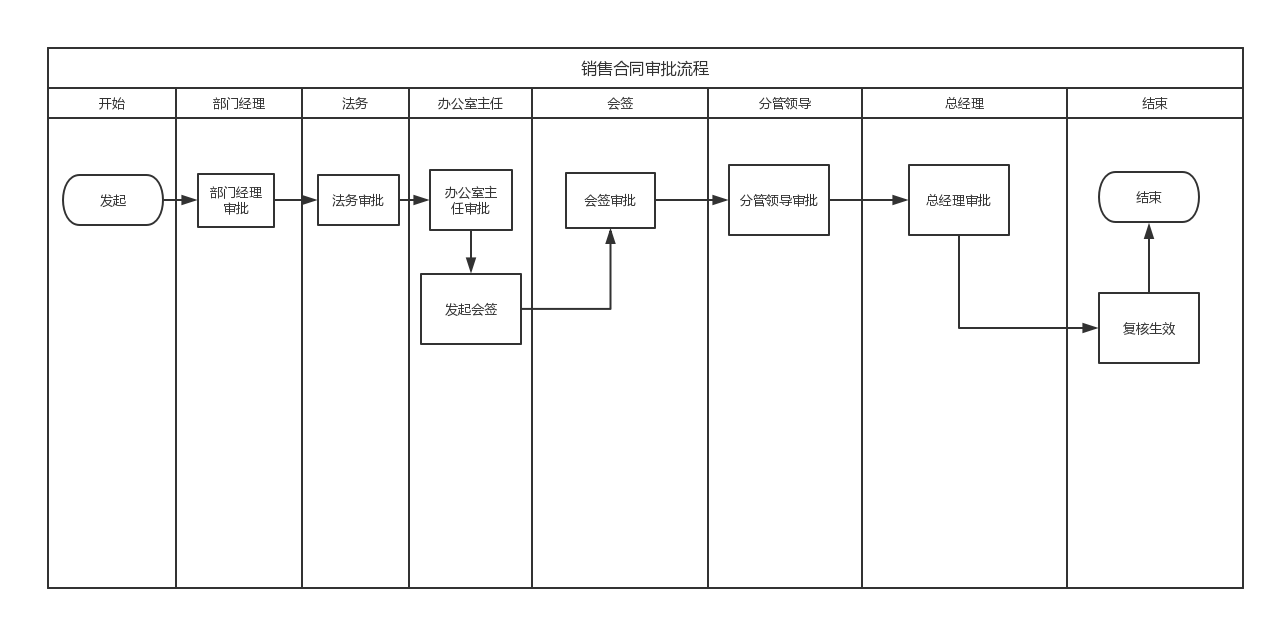 销售合同审批流程
开始
部门经理
法务
办公室主任
会签
分管领导
总经理
结束
发起
部门经理
审批
法务审批
办公室主
任审批
会签审批
分管领导审批
总经理审批
结束
发起会签
复核生效